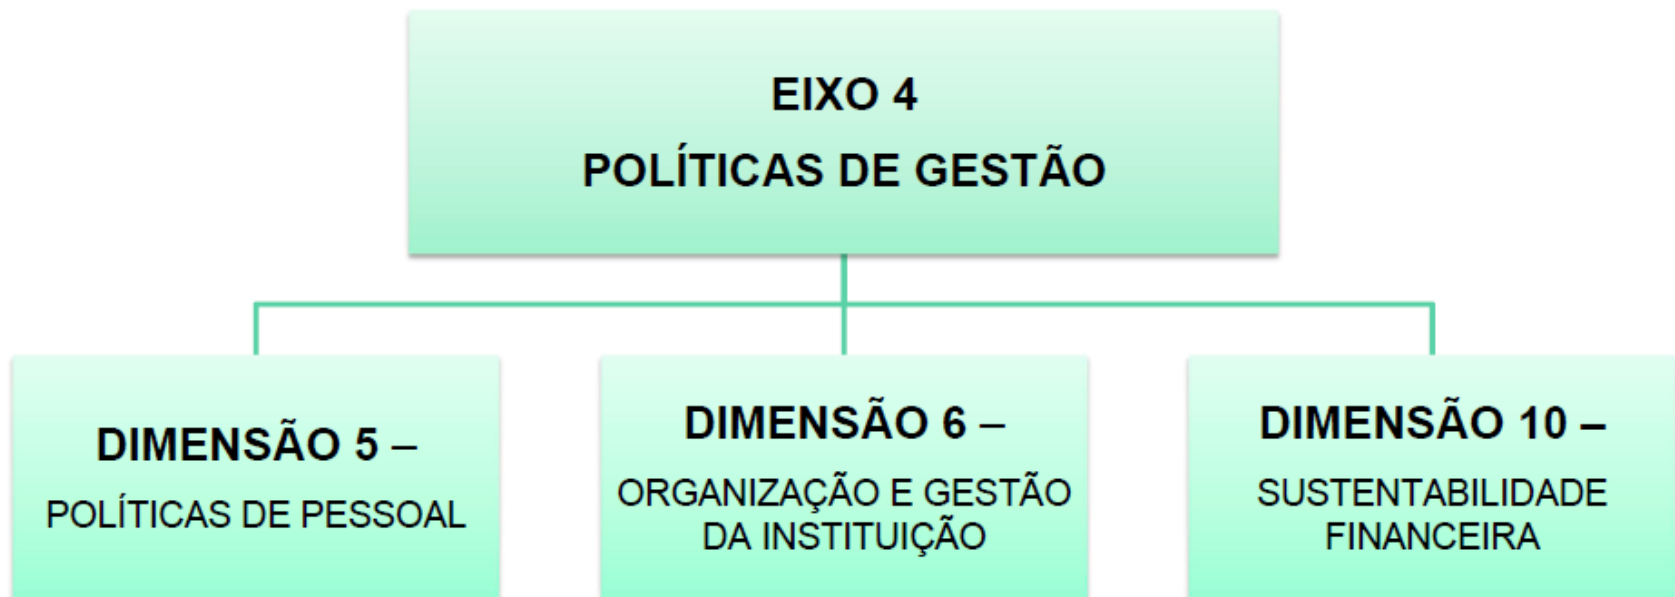 EIXO 4
POLÍTICAS DE GESTÃO
DIMENSÃO 5 –
POLÍTICAS DE PESSOAL
DIMENSÃO 6 –
ORGANIZAÇÃO E GESTÃO
DA INSTITUIÇÃO
DIMENSÃO 10 –
SUSTENTABILIDADE
FINANCEIRA